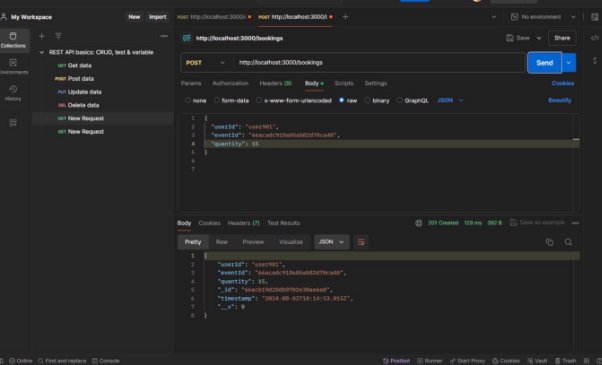 My Workspace
New
Import
POST http://localhost:3000/
POST http://localhost:3000/
No environment
Collections
Environments
History
REST API basics: CRUD, test & variable
GET Get data
POST Post data
PUT Update data
DEL Delete data
GET New Request
GET New Request
http://localhost:3000/bookings
Save
Share
POST
http://localhost:3000/bookings
Send
Params
Authorization
Headers (9)
Body
Scripts
Settings
Cookies
none
form-data
x-www-form-urlencoded
raw
binary
GraphQL
JSON
Beautify
1 {
2 "userId": "user901",
3 "eventId": "66acadc918a05ab82d70ca40",
4 "quantity": 15
5 }
6
7
Body
Cookies
Headers (7)
Test Results
201 Created
129 ms
392 B
Save as example
Pretty
Raw
Preview
Visualize
JSON
1 {
2 "userId": "user901",
3 "eventId": "66acadc918a05ab82d70ca40",
4 "quantity": 15,
5 "_id":
6 "timestamp": "2024-08-02T10:14:53.015Z",
7 "__v": 0
8 }
Online
Find and replace
Console
Postbot
Runner
Start Proxy
Cookies
Vault
Trash